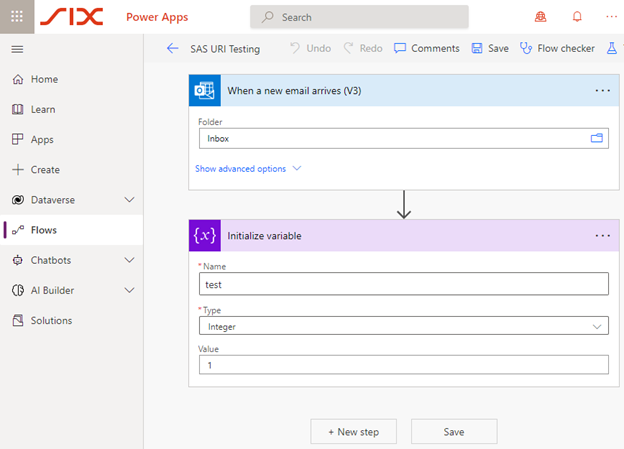 SIX Power Apps Search
SAS URI Testing Undo Redo Comments Save Flow checker
Home
Learn
Apps
Create
Dataverse
Flows
Chatbots
AI Builder
Solutions
When a new email arrives (V3)
Folder
Inbox
Show advanced options
{x} Initialize variable
* Name
test
* Type
Integer
Value
1
+ New step Save